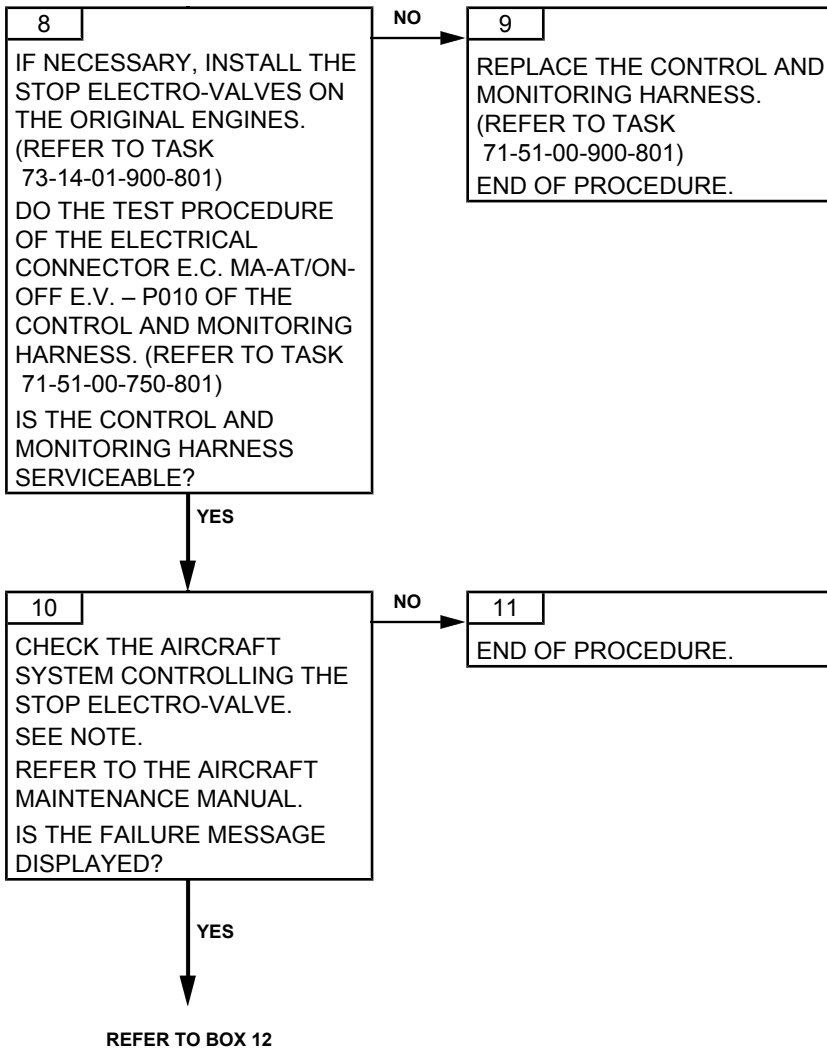 8
IF NECESSARY, INSTALL THE
STOP ELECTRO-VALVES ON
THE ORIGINAL ENGINES.
(REFER TO TASK
73-14-01-900-801)
DO THE TEST PROCEDURE
OF THE ELECTRICAL
CONNECTOR E.C. MA-AT/ON-
OFF E.V. – P010 OF THE
CONTROL AND MONITORING
HARNESS. (REFER TO TASK
71-51-00-750-801)
IS THE CONTROL AND
MONITORING HARNESS
SERVICEABLE?
NO
9
REPLACE THE CONTROL AND
MONITORING HARNESS.
(REFER TO TASK
71-51-00-900-801)
END OF PROCEDURE.
YES
10
CHECK THE AIRCRAFT
SYSTEM CONTROLLING THE
STOP ELECTRO-VALVE.
SEE NOTE.
REFER TO THE AIRCRAFT
MAINTENANCE MANUAL.
IS THE FAILURE MESSAGE
DISPLAYED?
NO
11
END OF PROCEDURE.
YES
REFER TO BOX 12